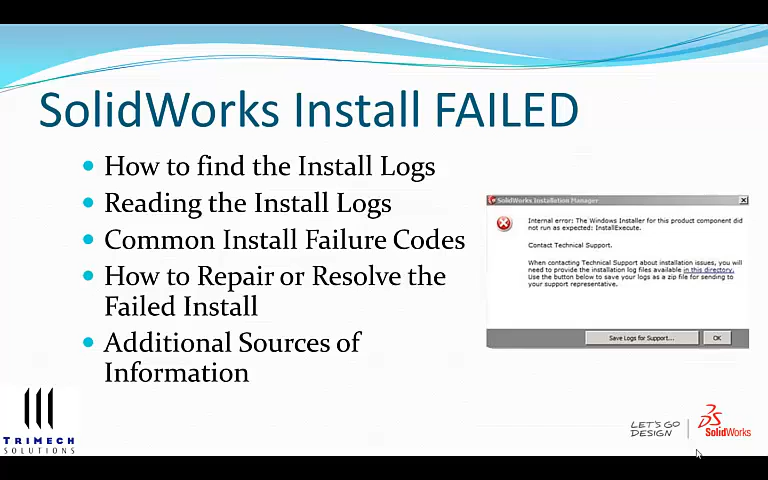 SolidWorks Install FAILED
How to find the Install Logs
Reading the Install Logs
Common Install Failure Codes
How to Repair or Resolve the
Failed Install
Additional Sources of
Information
SolidWorks Installation Manager
Internal error: The Windows Installer for this product component did
not run as expected: InstallExecute.
Contact Technical Support.
When contacting Technical Support about installation issues, you will
need to provide the installation log files available in this directory.
Use the button below to save your logs as a zip file for sending to
your support representative.
Save Logs for Support...
OK
TRIMECH
SOLUTIONS
LET'S GO
DESIGN
SolidWorks